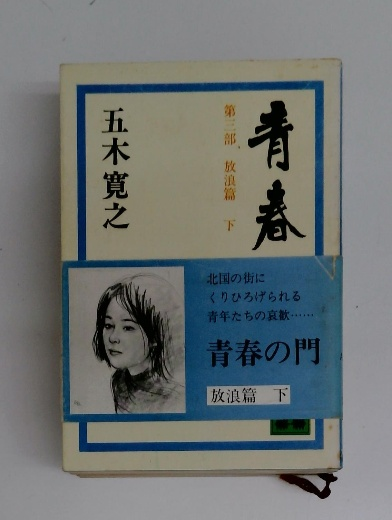 青春
第三部、放浪篇 下
五木寛之
北国の街に
くりひろげられる
青年たちの哀歓……
青春の門
放浪篇 下